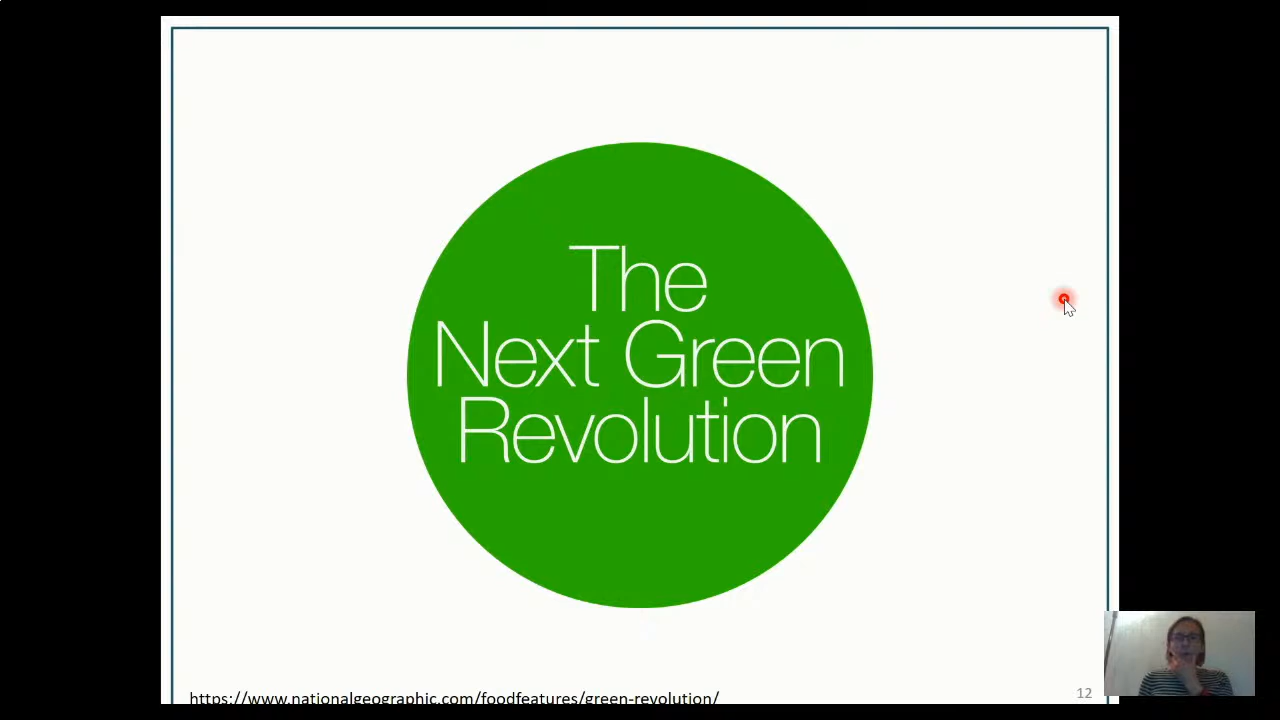 The
Next Green
Revolution
https://www.nationalgeographic.com/foodfeatures/green-revolution/
12